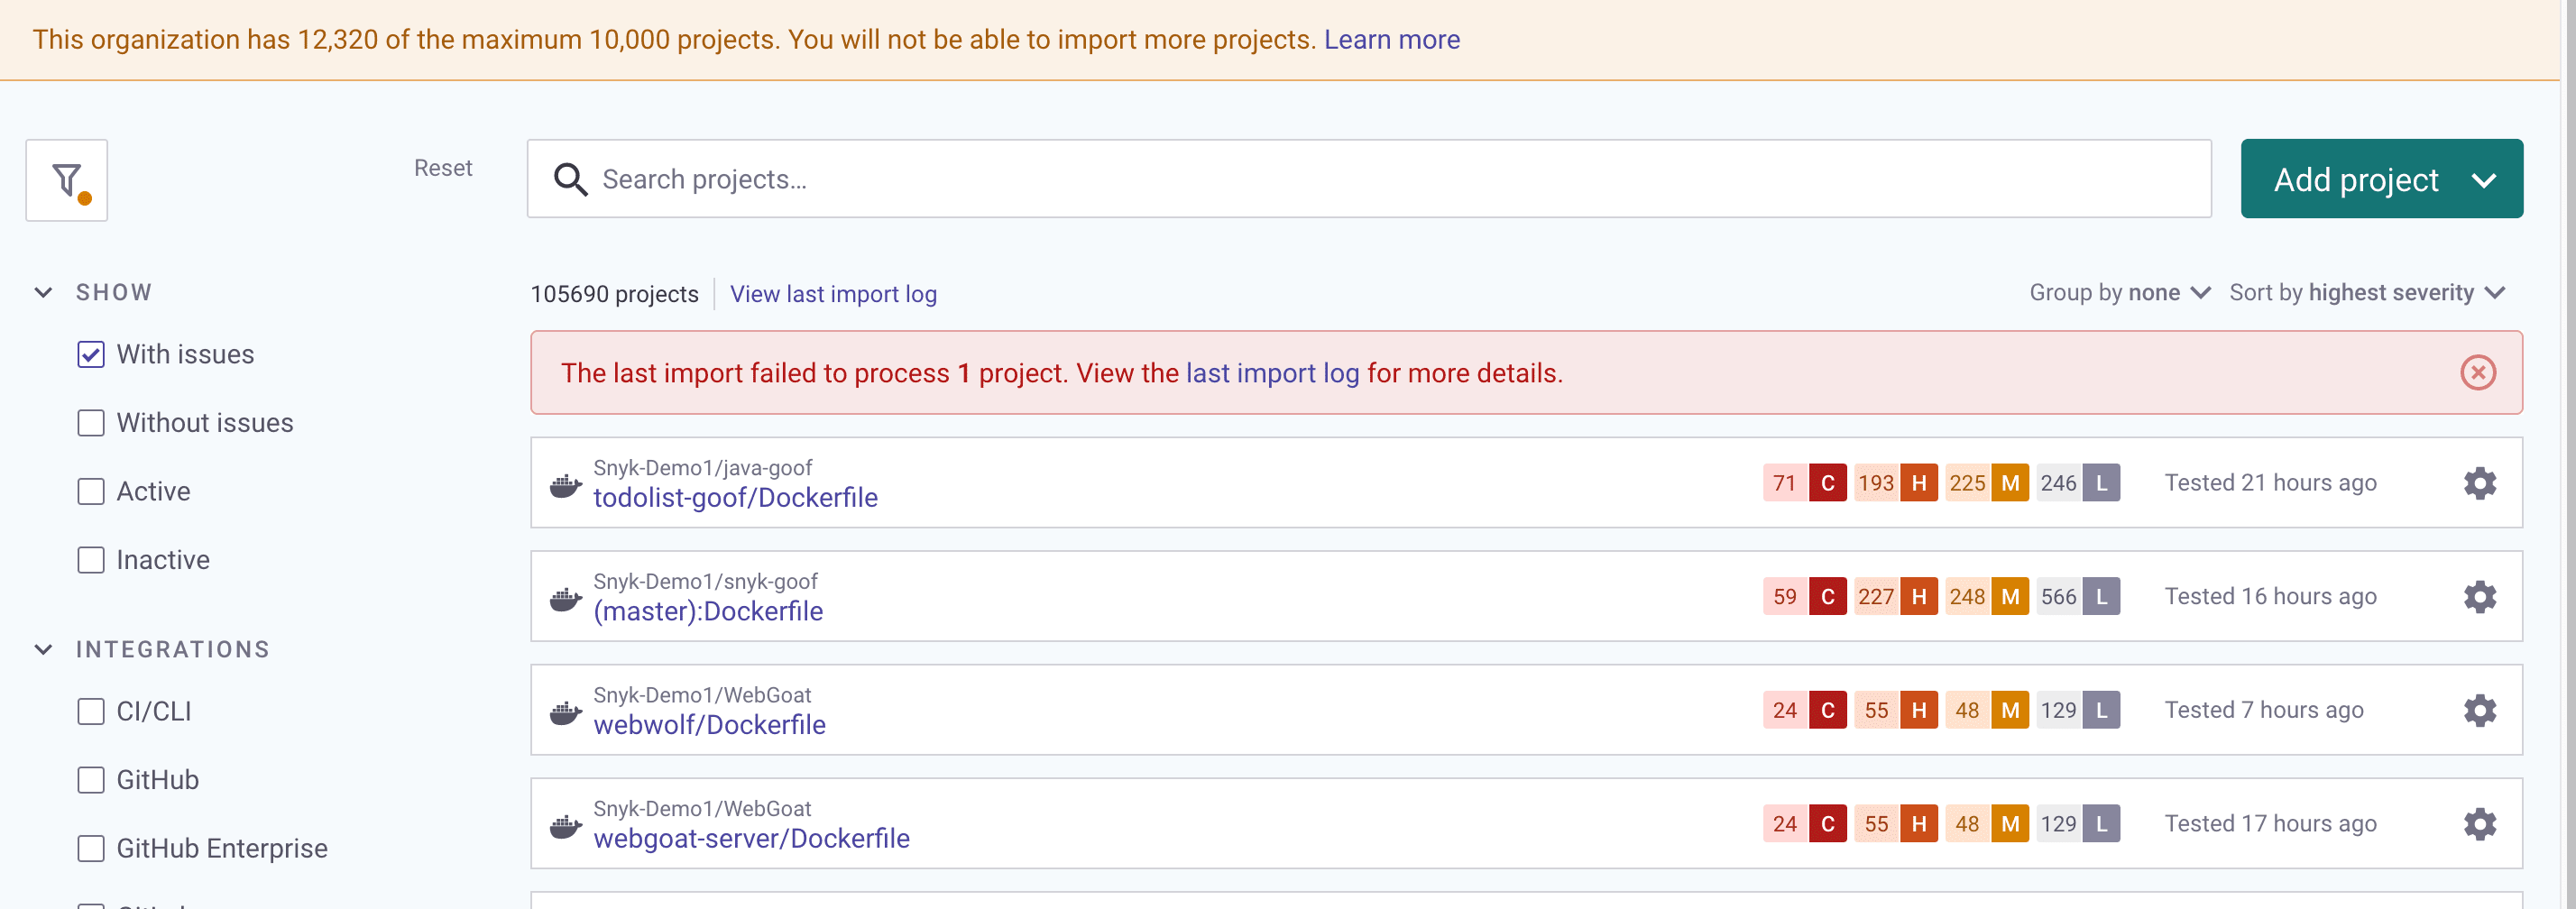 This organization has 12,320 of the maximum 10,000 projects. You will not be able to import more projects. Learn more
Reset
Search projects...
Add project
SHOW
With issues
Without issues
Active
Inactive
INTEGRATIONS
CI/CLI
GitHub
GitHub Enterprise
105690 projects View last import log
Group by none Sort by highest severity
The last import failed to process 1 project. View the last import log for more details.
Snyk-Demo1/java-goof
todolist-goof/Dockerfile
71 C 193 H 225 M 246 L Tested 21 hours ago
Snyk-Demo1/snyk-goof
(master):Dockerfile
59 C 227 H 248 M 566 L Tested 16 hours ago
Snyk-Demo1/WebGoat
webwolf/Dockerfile
24 C 55 H 48 M 129 L Tested 7 hours ago
Snyk-Demo1/WebGoat
webgoat-server/Dockerfile
24 C 55 H 48 M 129 L Tested 17 hours ago